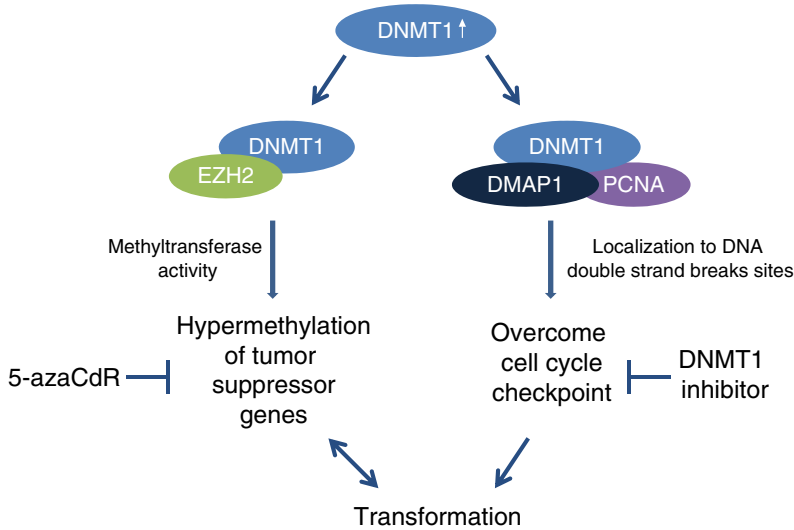 DNMT1↑
DNMT1
EZH2
DNMT1
DMAP1
PCNA
Methyltransferase
activity
Localization to DNA
double strand breaks sites
Hypermethylation
of tumor
suppressor
genes
Overcome
cell cycle
checkpoint
5-azaCdR
DNMT1
inhibitor
Transformation